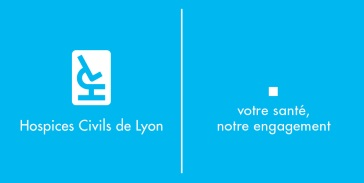 Hospices Civils de Lyon
votre santé,
notre engagement